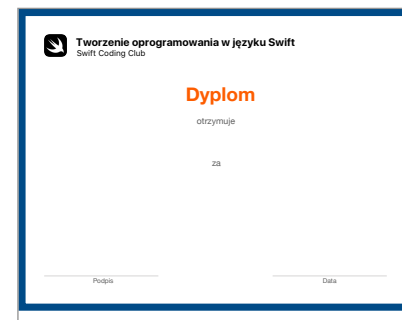 Tworzenie oprogramowania w języku Swift
Swift Coding Club
Dyplom
otrzymuje
za
Podpis
Data